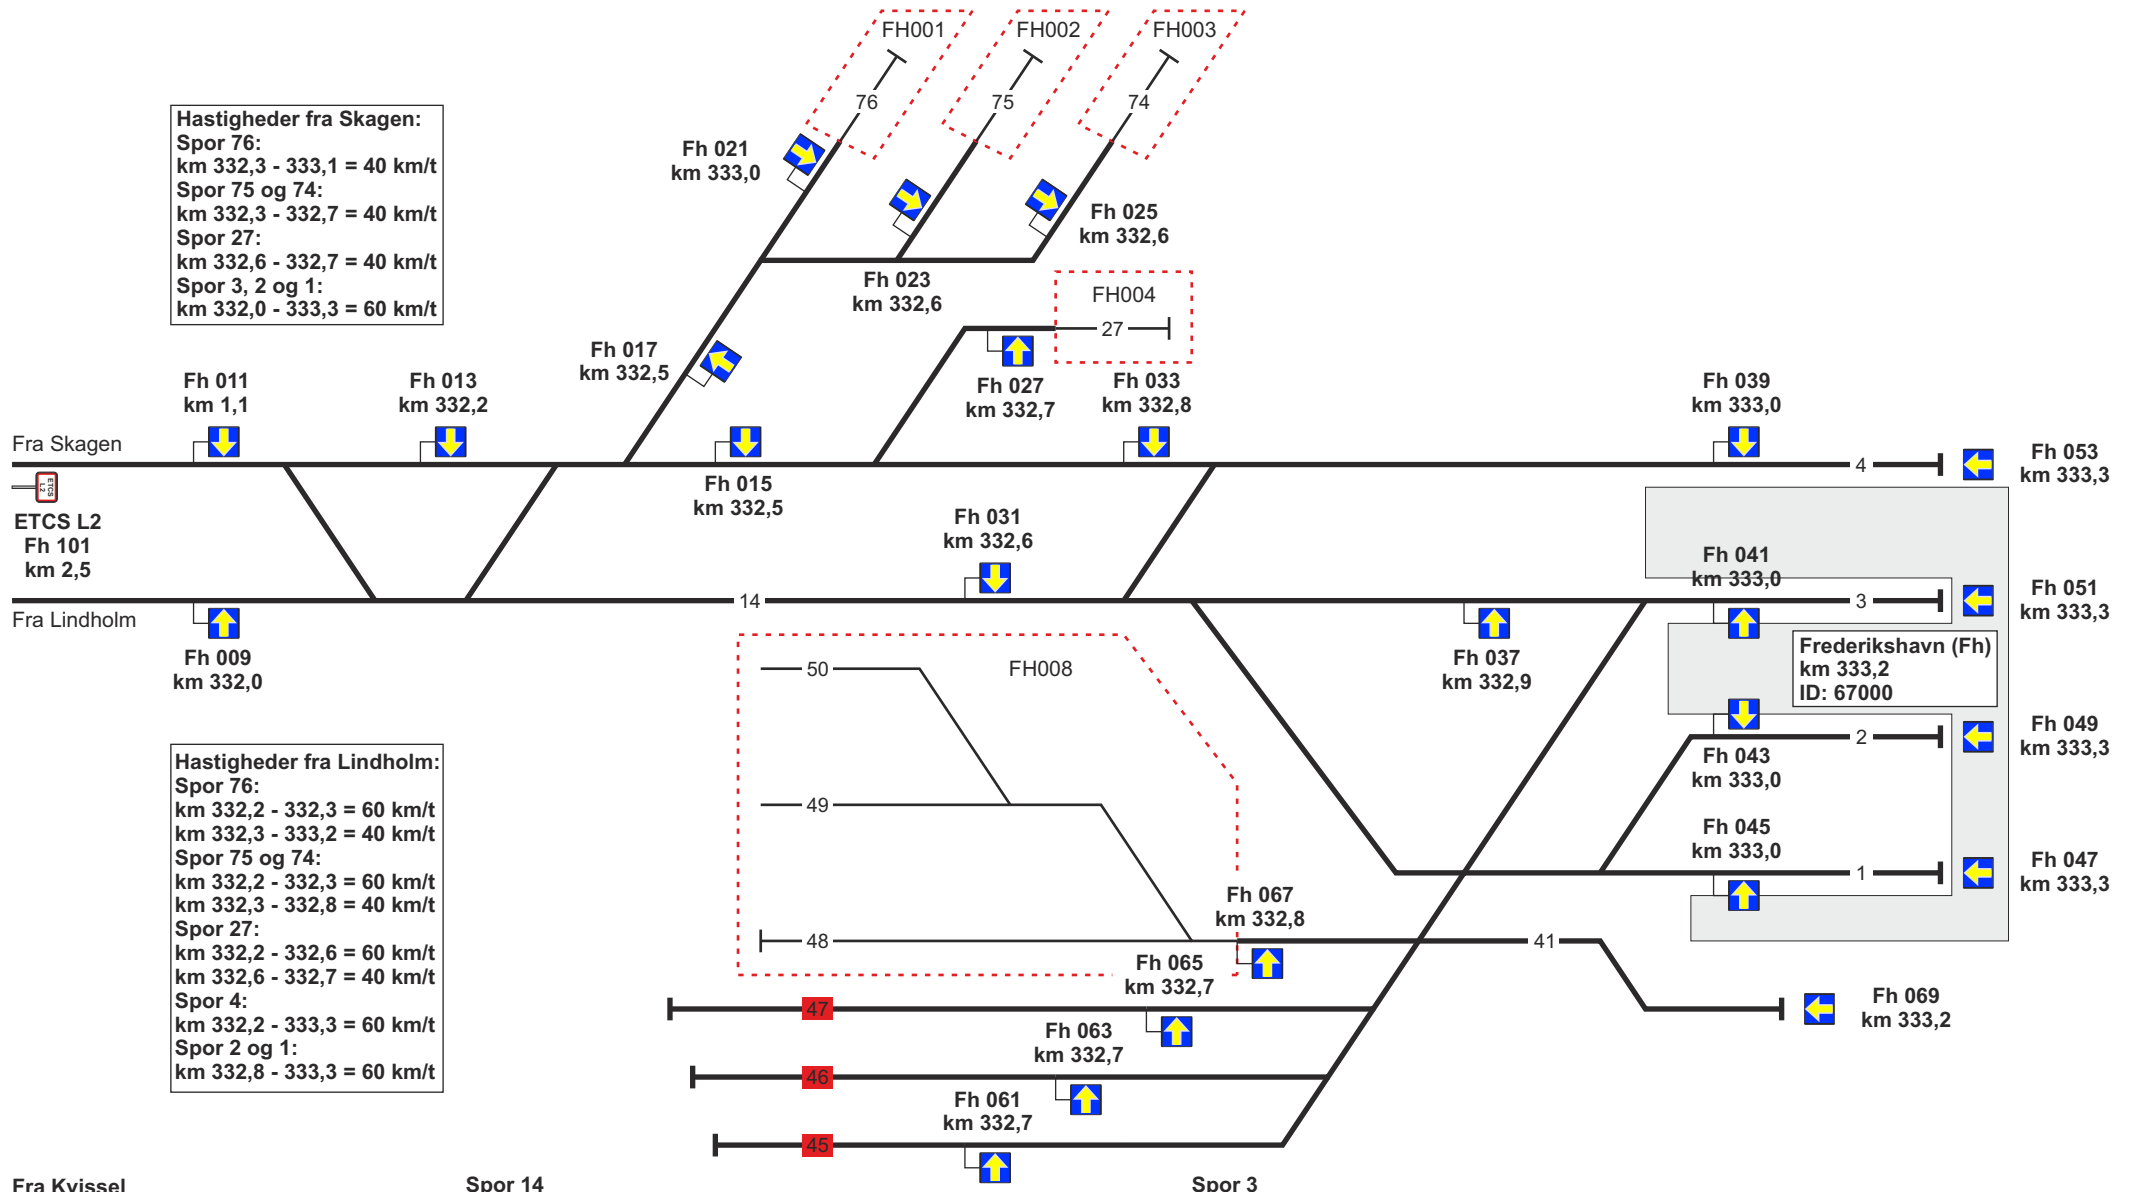 FH001
FH002
FH003
76
75
74
Hastigheder fra Skagen:
Spor 76:
km 332,3 - 333,1 = 40 km/t
Spor 75 og 74:
km 332,3 - 332,7 = 40 km/t
Spor 27:
km 332,6 - 332,7 = 40 km/t
Spor 3, 2 og 1:
km 332,0 - 333,3 = 60 km/t
Fh 021
km 333,0
Fh 025
km 332,6
Fh 023
km 332,6
FH004
27
Fh 017
km 332,5
Fh 027
km 332,7
Fh 011
km 1,1
Fh 013
km 332,2
Fh 033
km 332,8
Fh 039
km 333,0
Fra Skagen
4
Fh 053
km 333,3
ETCS
L2
Fh 015
km 332,5
ETCS L2
Fh 101
km 2,5
Fh 031
km 332,6
Fh 041
km 333,0
14
3
Fh 051
km 333,3
Fra Lindholm
Fh 009
km 332,0
50
FH008
Fh 037
km 332,9
Frederikshavn (Fh)
km 333,2
ID: 67000
2
Fh 049
km 333,3
Fh 043
km 333,0
Hastigheder fra Lindholm:
Spor 76:
km 332,2 - 332,3 = 60 km/t
km 332,3 - 333,2 = 40 km/t
Spor 75 og 74:
km 332,2 - 332,3 = 60 km/t
km 332,3 - 332,8 = 40 km/t
Spor 27:
km 332,2 - 332,6 = 60 km/t
km 332,6 - 332,7 = 40 km/t
Spor 4:
km 332,2 - 333,3 = 60 km/t
Spor 2 og 1:
km 332,8 - 333,3 = 60 km/t
49
Fh 045
km 333,0
1
Fh 047
km 333,3
Fh 067
km 332,8
48
41
Fh 065
km 332,7
47
Fh 069
km 333,2
Fh 063
km 332,7
46
Fh 061
km 332,7
45
Fra Kvissel
Spor 14
Spor 3